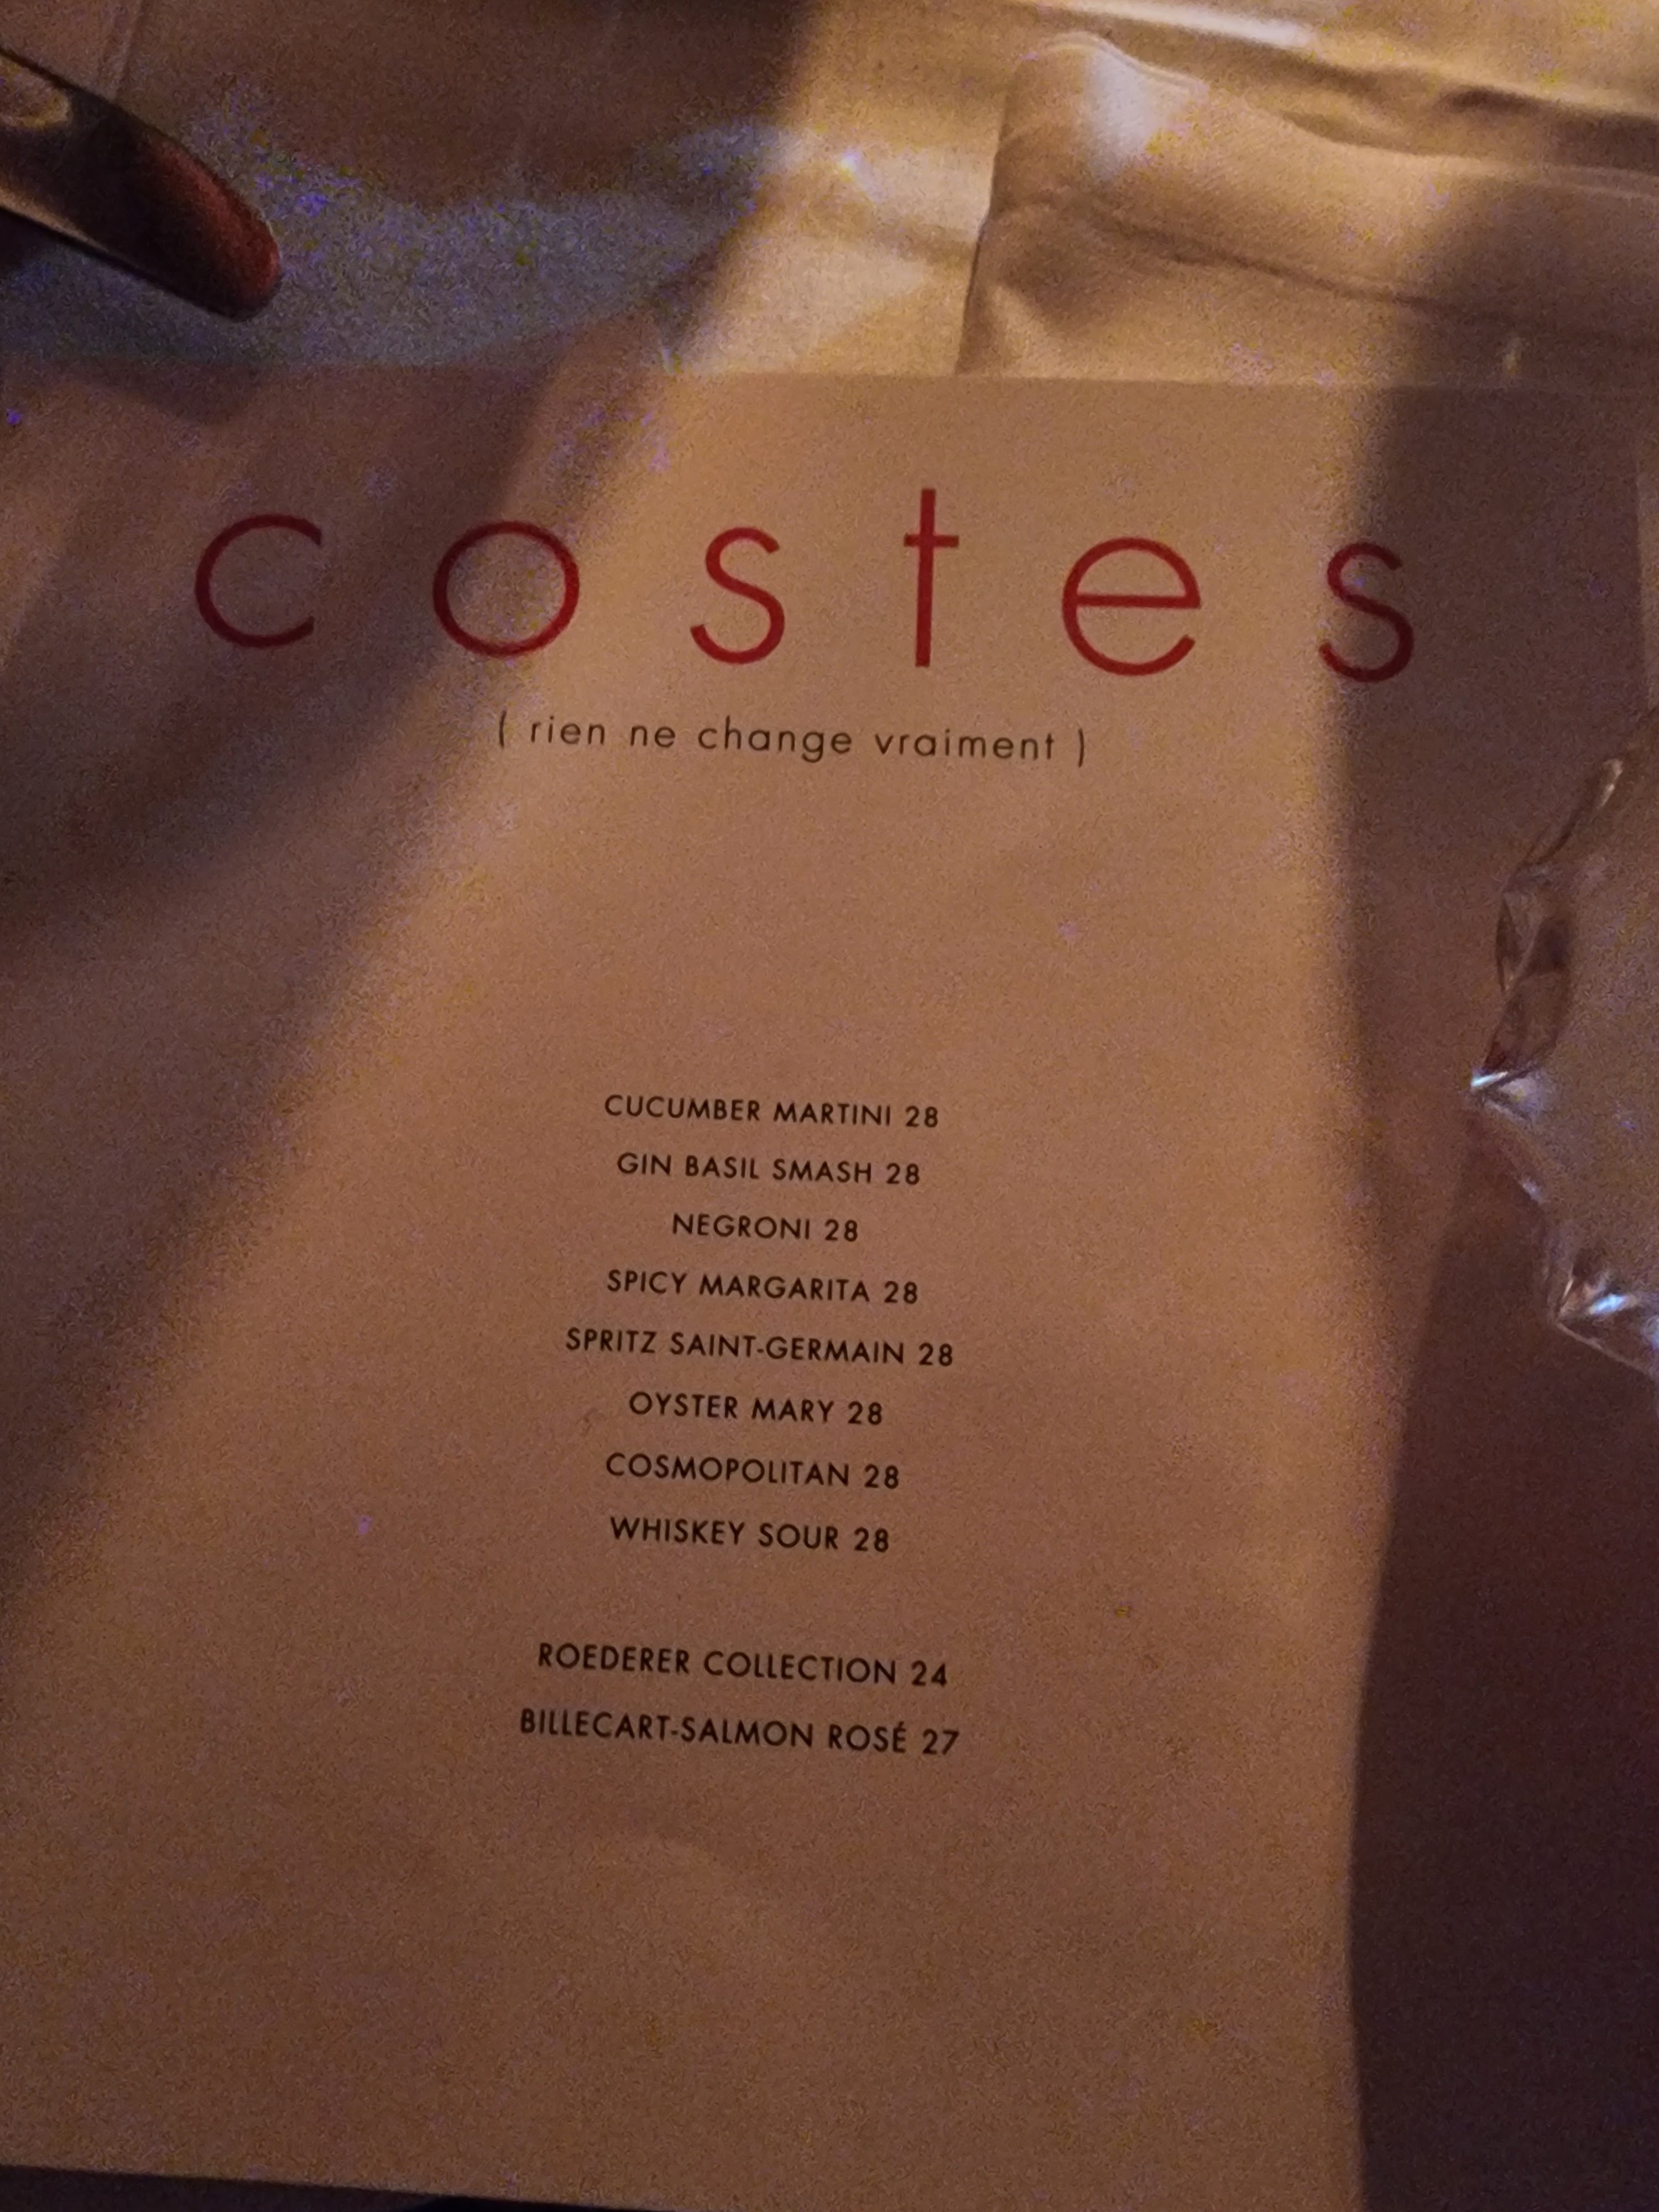 costes
( rien ne change vraiment )
CUCUMBER MARTINI 28
GIN BASIL SMASH 28
NEGRONI 28
SPICY MARGARITA 28
SPRITZ SAINT-GERMAIN 28
OYSTER MARY 28
COSMOPOLITAN 28
WHISKEY SOUR 28
ROEDERER COLLECTION 24
BILLECART-SALMON ROSÉ 27